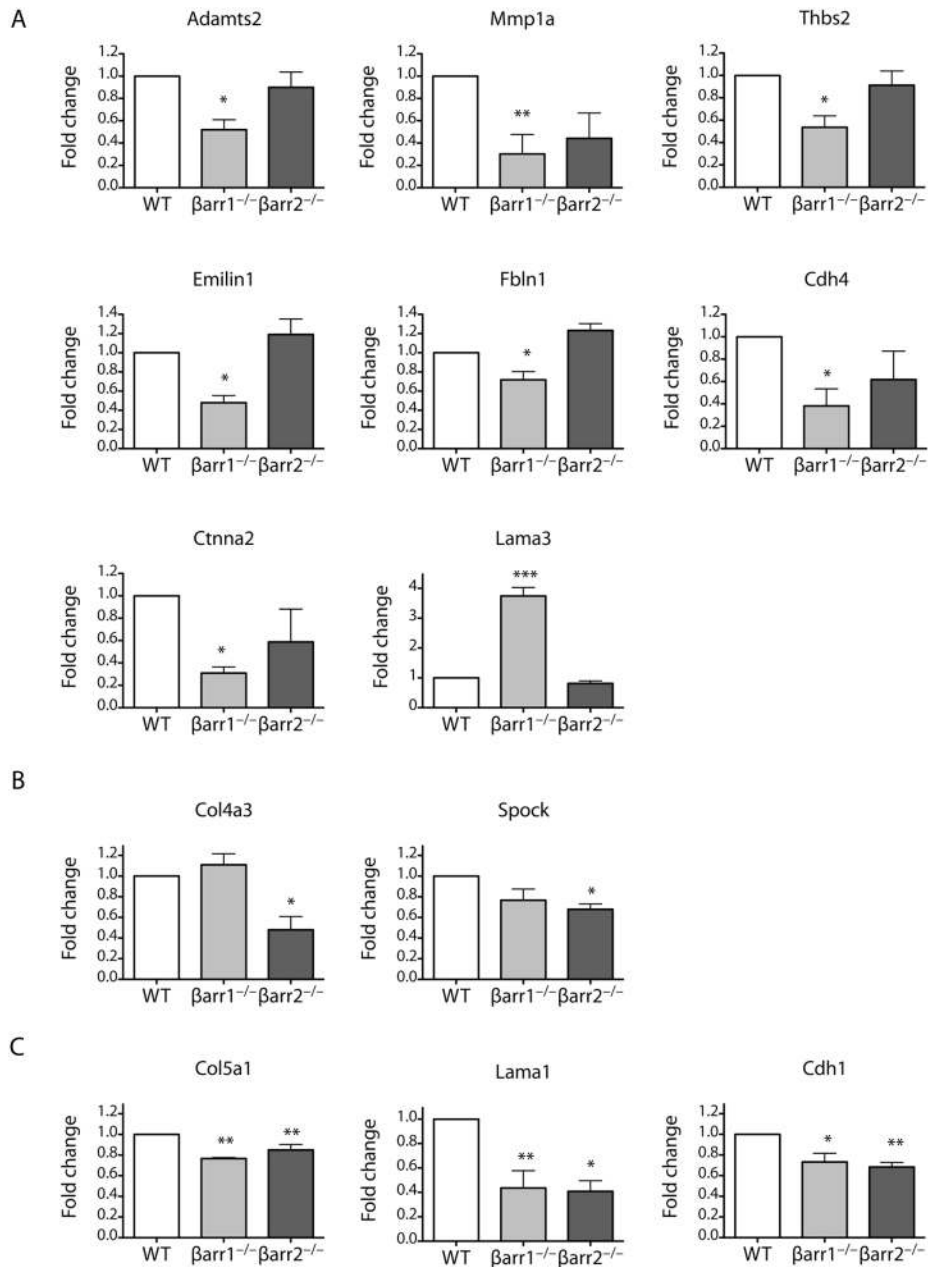 A
Adamts2 Mmp1a Thbs2
Fold change 1.2 1.0 0.8 0.6 0.4 0.2 0.0 * Fold change 1.2 1.0 0.8 0.6 0.4 0.2 0.0 ** Fold change 1.2 1.0 0.8 0.6 0.4 0.2 0.0 *
WT βarr1⁻/⁻ βarr2⁻/⁻ WT βarr1⁻/⁻ βarr2⁻/⁻ WT βarr1⁻/⁻ βarr2⁻/⁻
Emilin1 Fbln1 Cdh4
Fold change 1.4 1.2 1.0 0.8 0.6 0.4 0.2 0.0 * Fold change 1.4 1.2 1.0 0.8 0.6 0.4 0.2 0.0 * Fold change 1.2 1 0.8 0.6 0.4 0.2 0.0 *
WT βarr1⁻/⁻ βarr2⁻/⁻ WT βarr1⁻/⁻ βarr2⁻/⁻ WT βarr1⁻/⁻ βarr2⁻/⁻
Ctnna2 Lama3
Fold change 1.2 1.0 0.8 0.6 0.4 0.2 0.0 * Fold change 4 2 1 0 ***
WT βarr1⁻/⁻ βarr2⁻/⁻ WT βarr1⁻/⁻ βarr2⁻/⁻
B
Col4a3 Spock
Fold change 1.2 1.0 0.8 0.6 0.4 0.2 0.0 * Fold change 1.2 1.0 0.8 0.6 0.4 0.2 0.0 *
WT βarr1⁻/⁻ βarr2⁻/⁻ WT βarr1⁻/⁻ βarr2⁻/⁻
C
Col5a1 Lama1 Cdh1
Fold change 1.2 1.0 0.8 0.6 0.4 0.2 0.0 ** ** Fold change 1.0 0.8 0.6 0.4 0.2 0.0 ** * Fold change 1.2 1.0 0.8 0.6 0.4 0.2 0.0 * **
WT βarr1⁻/⁻ βarr2⁻/⁻ WT βarr1⁻/⁻ βarr2⁻/⁻ WT βarr1⁻/⁻ βarr2⁻/⁻